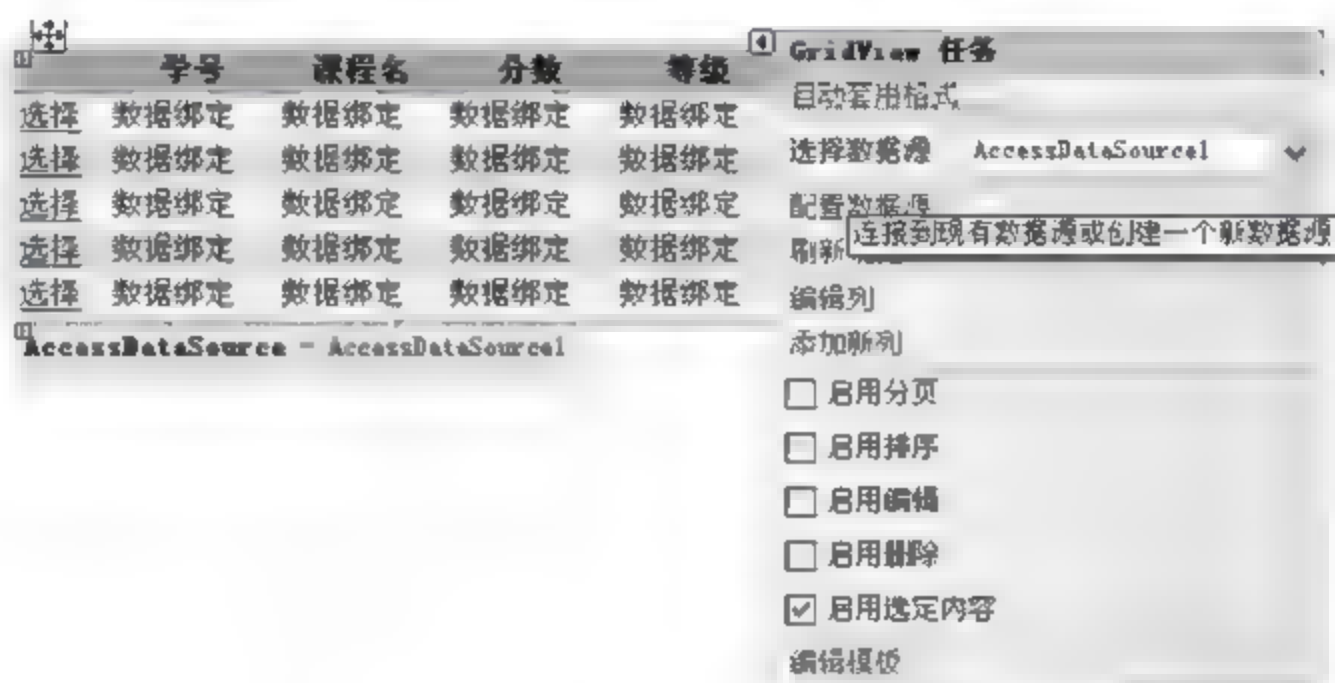 学号 课程名 分数 等级
选择 数据绑定 数据绑定 数据绑定 数据绑定
选择 数据绑定 数据绑定 数据绑定 数据绑定
选择 数据绑定 数据绑定 数据绑定 数据绑定
选择 数据绑定 数据绑定 数据绑定 数据绑定
选择 数据绑定 数据绑定 数据绑定 数据绑定
AccessDataSource - AccessDataSource1
GridView 任务
自动套用格式
选择数据源 AccessDataSource1
配置数据源
连接到现有数据源或创建一个新数据源
刷新
编辑列
添加新列
启用分页
启用排序
启用编辑
启用删除
启用选定内容
编辑模板